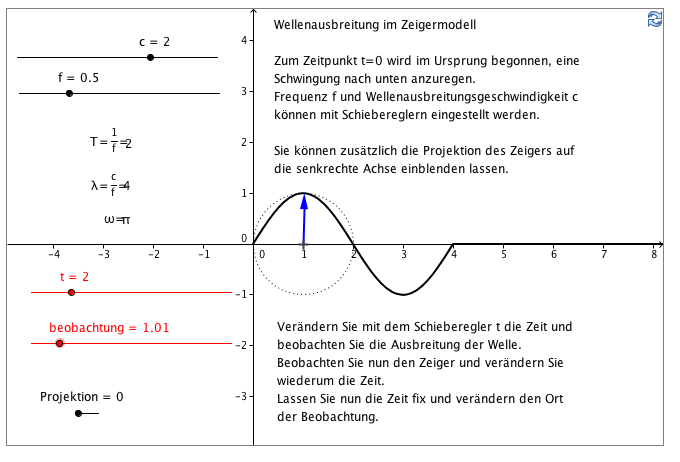 Wellenausbreitung im Zeigermodell
Zum Zeitpunkt t=0 wird im Ursprung begonnen, eine
Schwingung nach unten anzuregen.
Frequenz f und Wellenausbreitungsgeschwindigkeit c
können mit Schiebereglern eingestellt werden.
Sie können zusätzlich die Projektion des Zeigers auf
die senkrechte Achse einblenden lassen.
c = 2
f = 0.5
T = 1/f = 2
λ = c/f = 4
ω = π
4
3
2
1
0
-4 -3 -2 -1 0 1 2 3 4 5 6 7 8
-1
-2
-3
t = 2
beobachtung = 1.01
Projektion = 0
Verändern Sie mit dem Schieberegler t die Zeit und
beobachten Sie die Ausbreitung der Welle.
Beobachten Sie nun den Zeiger und verändern Sie
wiederum die Zeit.
Lassen Sie nun die Zeit fix und verändern den Ort
der Beobachtung.